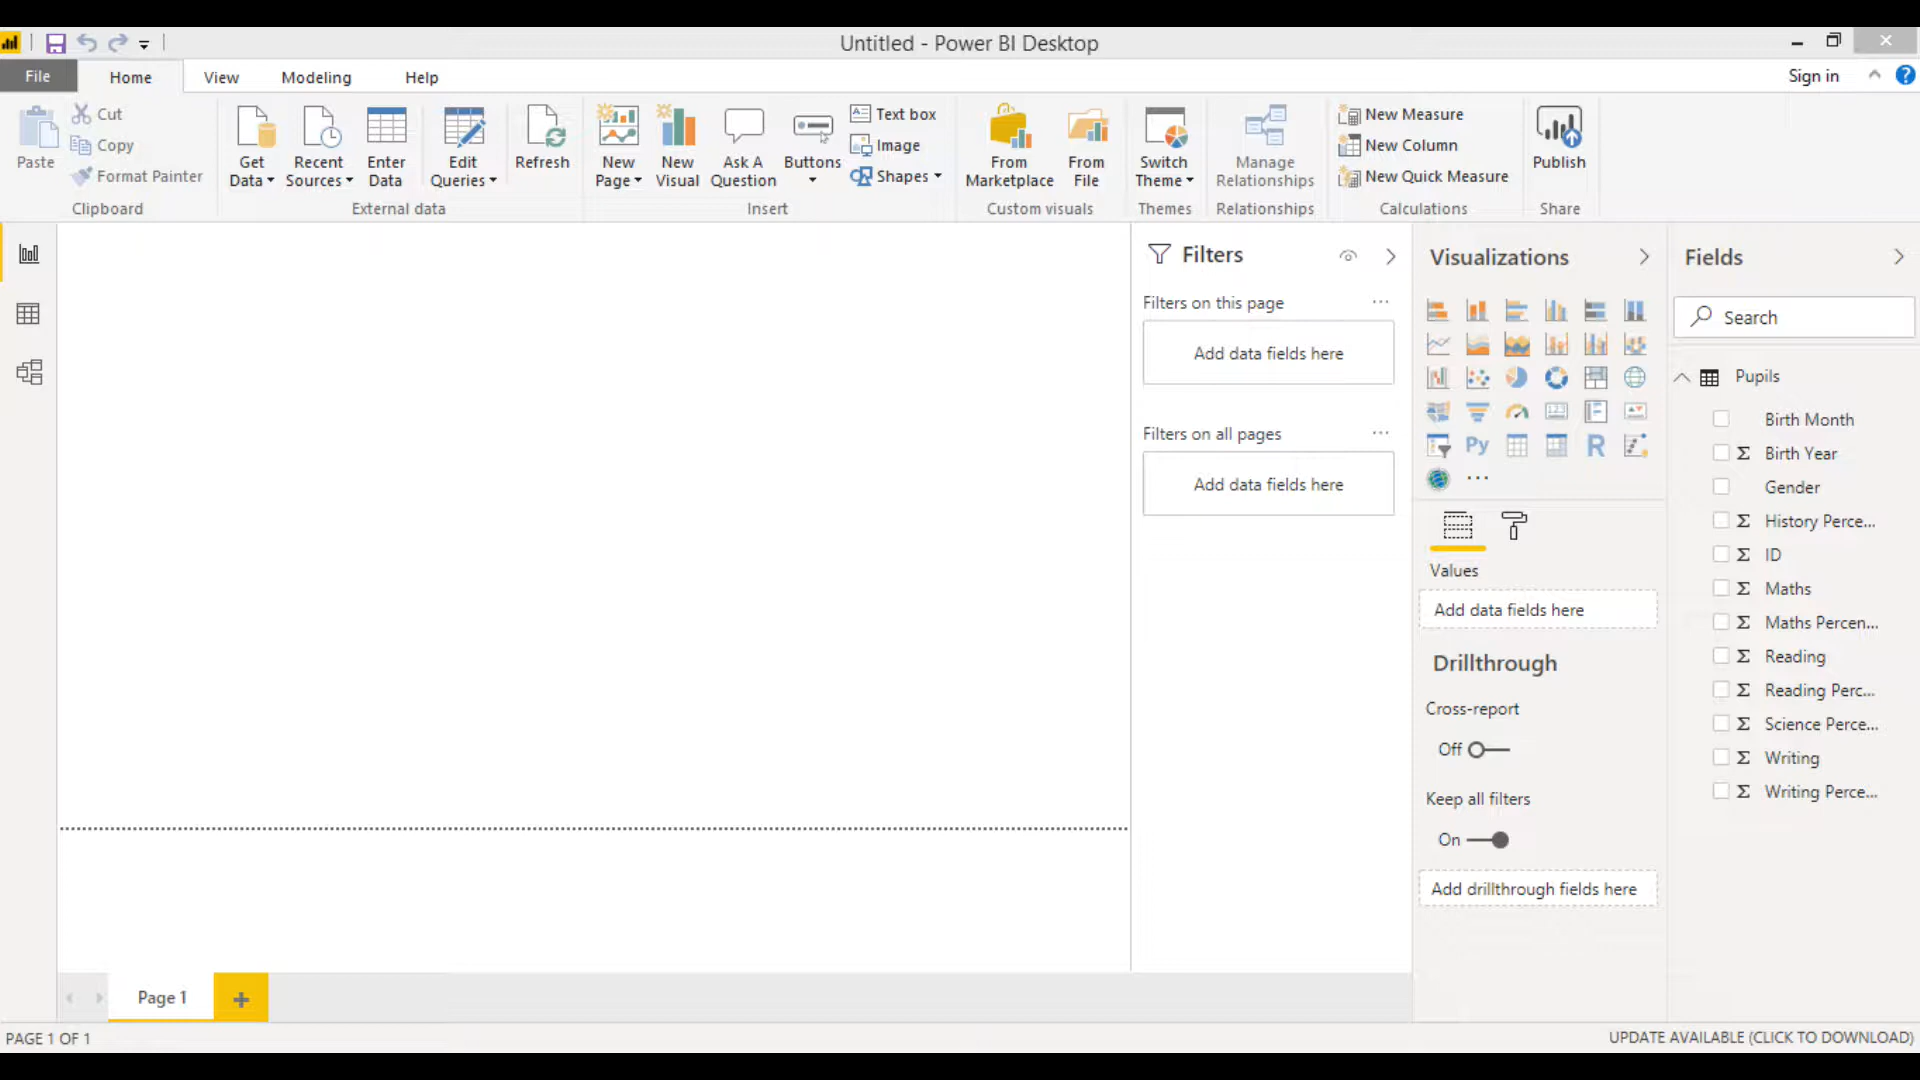 Untitled - Power BI Desktop
File
Home
View
Modeling
Help
Sign in
Paste
Cut
Copy
Format Painter
Clipboard
Get Data
Recent Sources
Enter Data
Edit Queries
Refresh
External data
New Page
New Visual
Ask A Question
Buttons
Text box
Image
Shapes
Insert
From Marketplace
From File
Custom visuals
Switch Theme
Themes
Manage Relationships
Relationships
New Measure
New Column
New Quick Measure
Calculations
Publish
Share
Filters
Filters on this page
Add data fields here
Filters on all pages
Add data fields here
Visualizations
Py
R
Values
Add data fields here
Drillthrough
Cross-report
Off
Keep all filters
On
Add drillthrough fields here
Fields
Search
Pupils
Birth Month
Σ Birth Year
Gender
Σ History Perce...
Σ ID
Σ Maths
Σ Maths Percen...
Σ Reading
Σ Reading Perc...
Σ Science Perce...
Σ Writing
Σ Writing Perce...
Page 1
PAGE 1 OF 1
UPDATE AVAILABLE (CLICK TO DOWNLOAD)